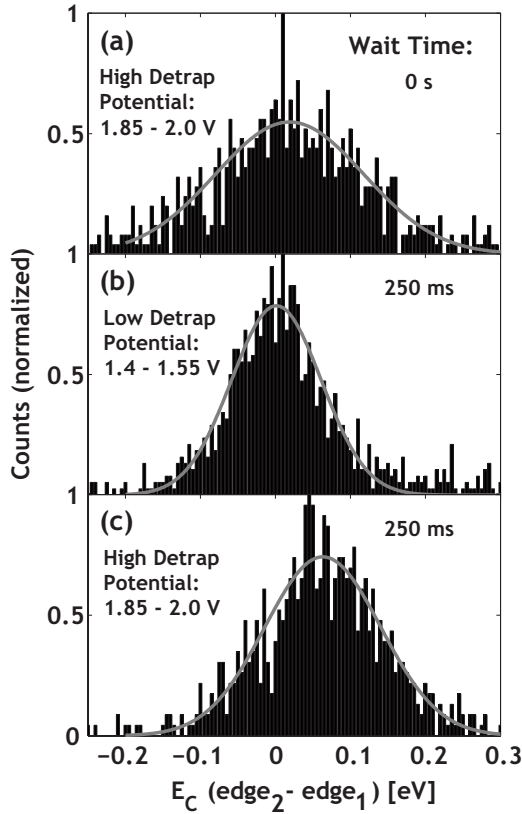 1
(a)
Wait Time:
High Detrap
Potential:
1.85 - 2.0 V
0 s
0.5
1
(b)
250 ms
Low Detrap
Potential:
1.4 - 1.55 V
0.5
1
(c)
250 ms
High Detrap
Potential:
1.85 - 2.0 V
0.5
0
Counts (normalized)
−0.2 −0.1 0 0.1 0.2 0.3
E_C (edge_2- edge_1) [eV]